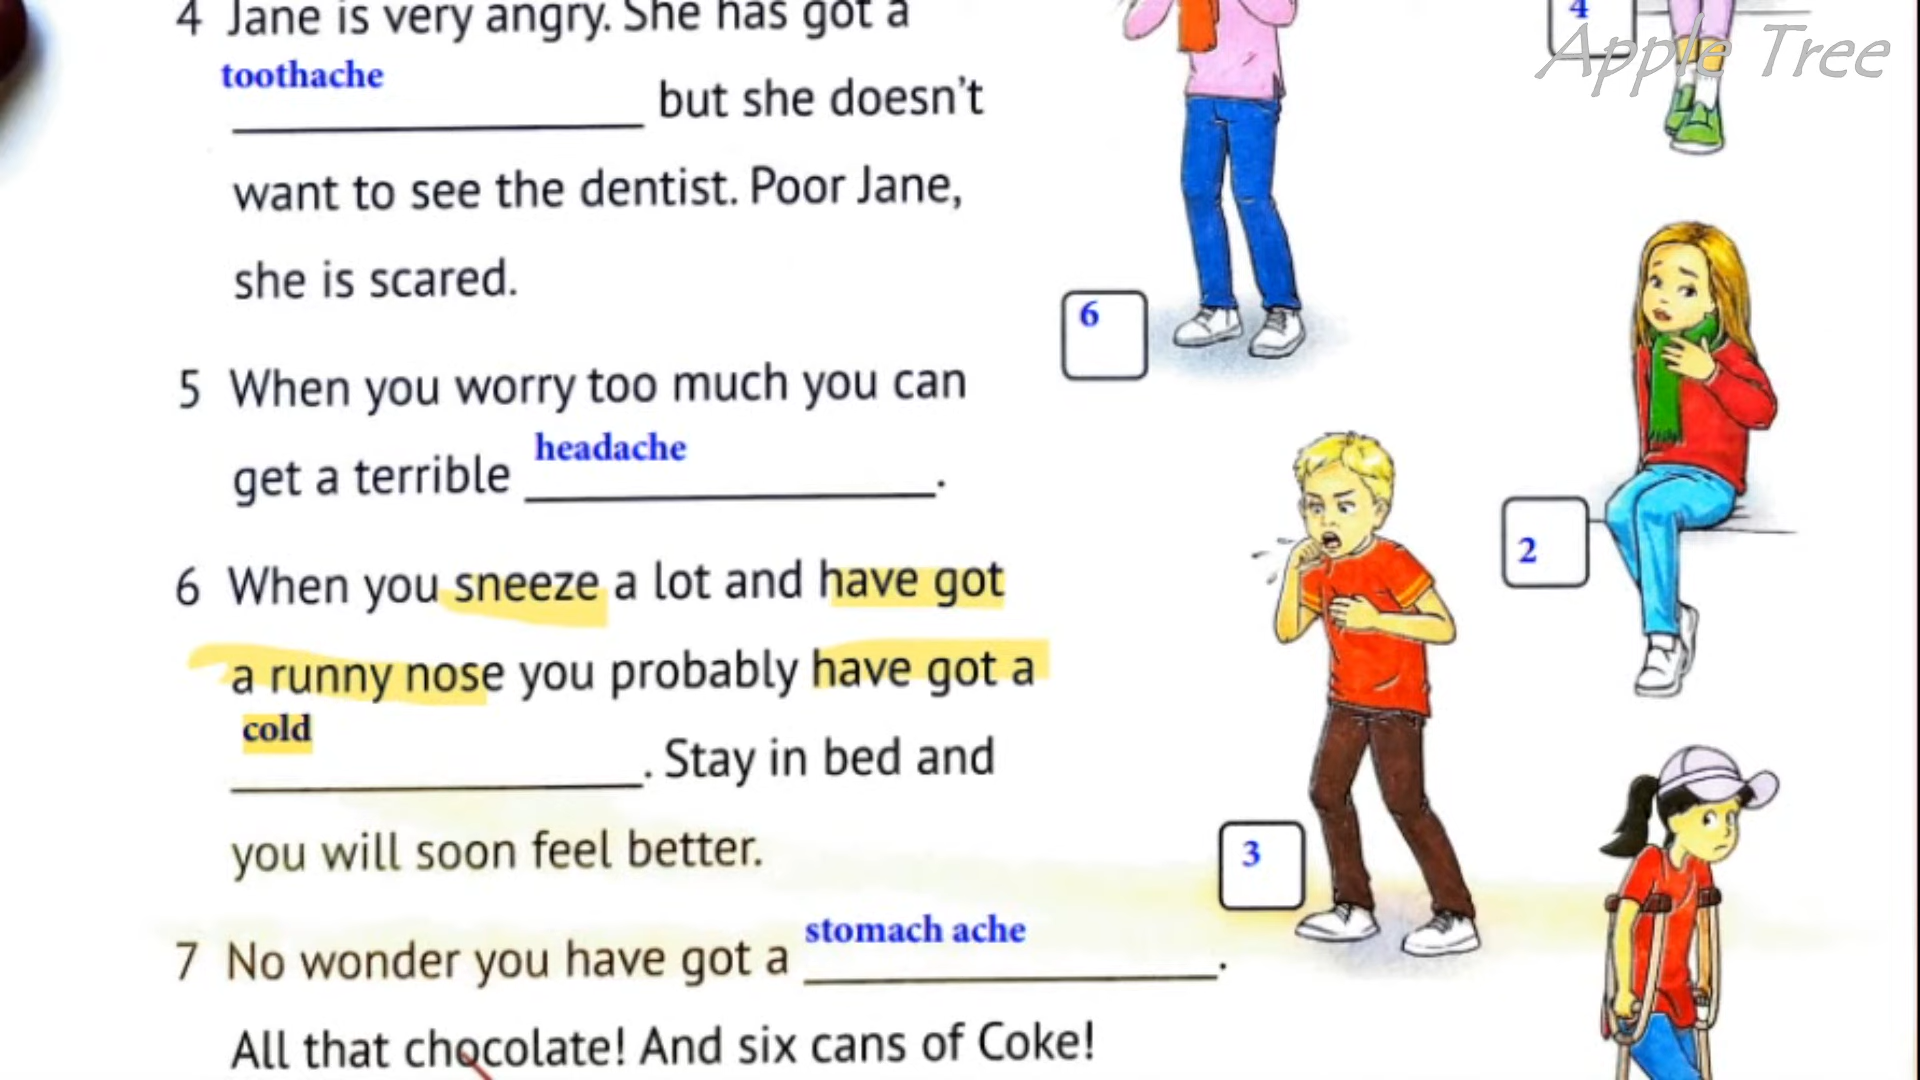 4 Jane is very angry. She has got a
toothache
but she doesn't
want to see the dentist. Poor Jane,
she is scared.
5 When you worry too much you can
headache
get a terrible .
6 When you sneeze a lot and have got
a runny nose you probably have got a
cold
. Stay in bed and
you will soon feel better.
stomach ache
7 No wonder you have got a .
All that chocolate! And six cans of Coke!
6
3
4
2
Apple Tree